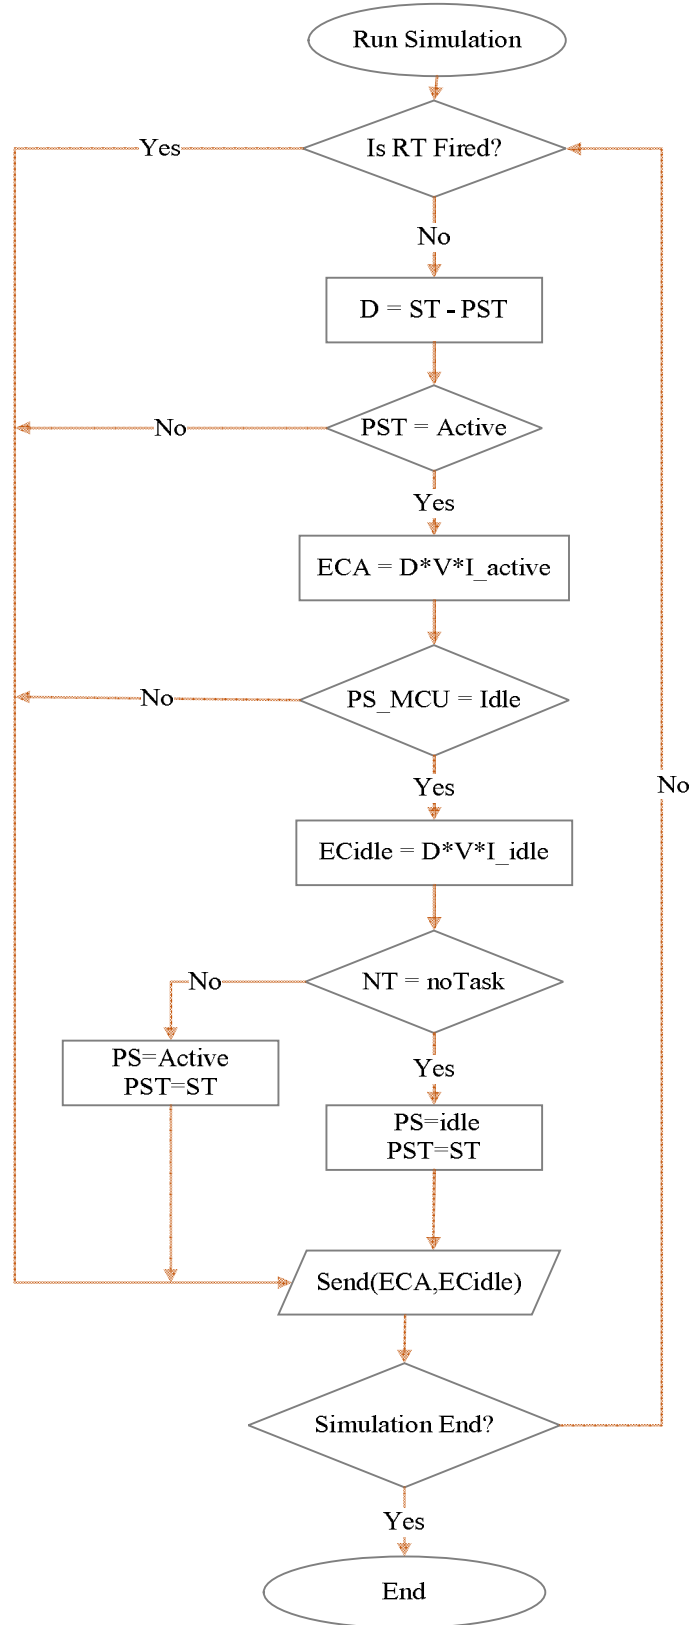 Run Simulation
Is RT Fired?
Yes
No
D = ST - PST
PST = Active
No
Yes
ECA = D*V*I_active
PS_MCU = Idle
No
Yes
No
ECidle = D*V*I_idle
NT = noTask
No
PS=Active
PST=ST
Yes
PS=idle
PST=ST
Send(ECA,ECidle)
Simulation End?
Yes
End